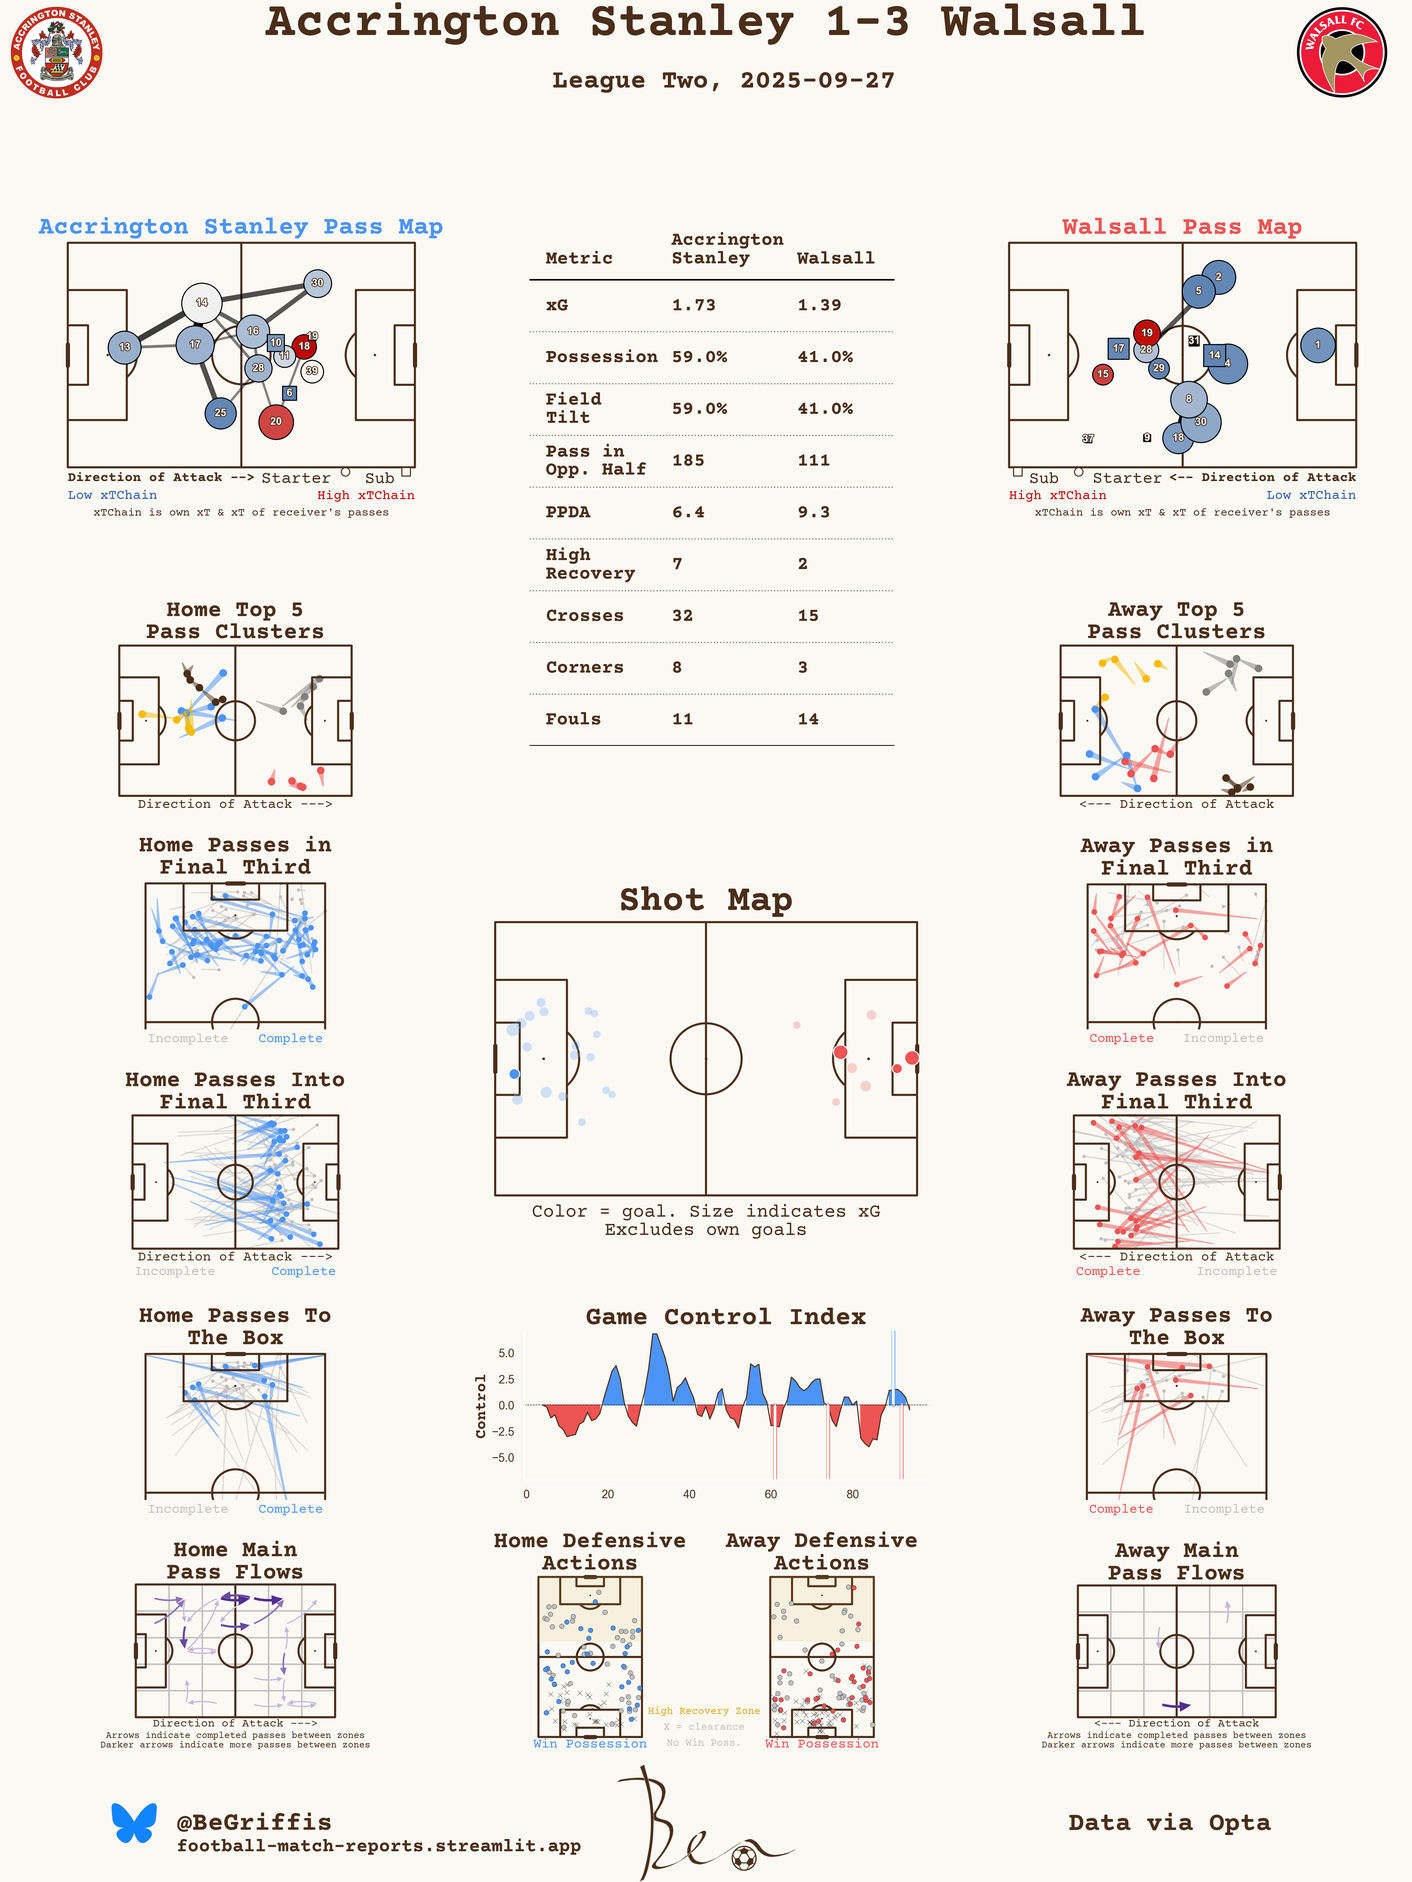 Accrington Stanley 1-3 Walsall
League Two, 2025-09-27
ACCRINGTON STANLEY
FOOTBALL CLUB
WALSALL FC
Accrington Stanley Pass Map
30
14
16
13
17
10
19
18
11
28
39
6
25
20
Direction of Attack --> Starter Sub
Low xTChain High xTChain
xTChain is own xT & xT of receiver's passes
Metric Accrington Stanley Walsall
xG 1.73 1.39
Possession 59.0% 41.0%
Field Tilt 59.0% 41.0%
Pass in Opp. Half 185 111
PPDA 6.4 9.3
High Recovery 7 2
Crosses 32 15
Corners 8 3
Fouls 11 14
Walsall Pass Map
2
5
19
31
17
28
14
4
1
29
15
8
30
37
9
18
Sub Starter <-- Direction of Attack
High xTChain Low xTChain
xTChain is own xT & xT of receiver's passes
Home Top 5
Pass Clusters
Direction of Attack --->
Away Top 5
Pass Clusters
<--- Direction of Attack
Home Passes in
Final Third
Incomplete Complete
Away Passes in
Final Third
Complete Incomplete
Shot Map
Color = goal. Size indicates xG
Excludes own goals
Home Passes Into
Final Third
Direction of Attack --->
Incomplete Complete
Away Passes Into
Final Third
<--- Direction of Attack
Complete Incomplete
Home Passes To
The Box
Incomplete Complete
Game Control Index
Control
5.0
2.5
0.0
−2.5
−5.0
0 20 40 60 80
Away Passes To
The Box
Complete Incomplete
Home Main
Pass Flows
Direction of Attack --->
Arrows indicate completed passes between zones
Darker arrows indicate more passes between zones
Home Defensive
Actions
Win Possession
Away Defensive
Actions
Win Possession
High Recovery Zone
X = clearance
No Win Poss.
Away Main
Pass Flows
<--- Direction of Attack
Arrows indicate completed passes between zones
Darker arrows indicate more passes between zones
@BeGriffis
football-match-reports.streamlit.app
Ben
Data via Opta